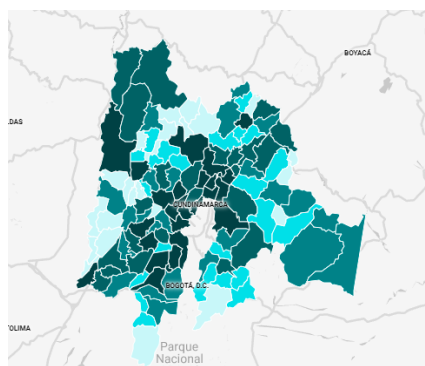 BOYACÁ
LDAS
CUNDINAMARCA
BOGOTÁ, D.C.
TOLIMA
Parque
Nacional